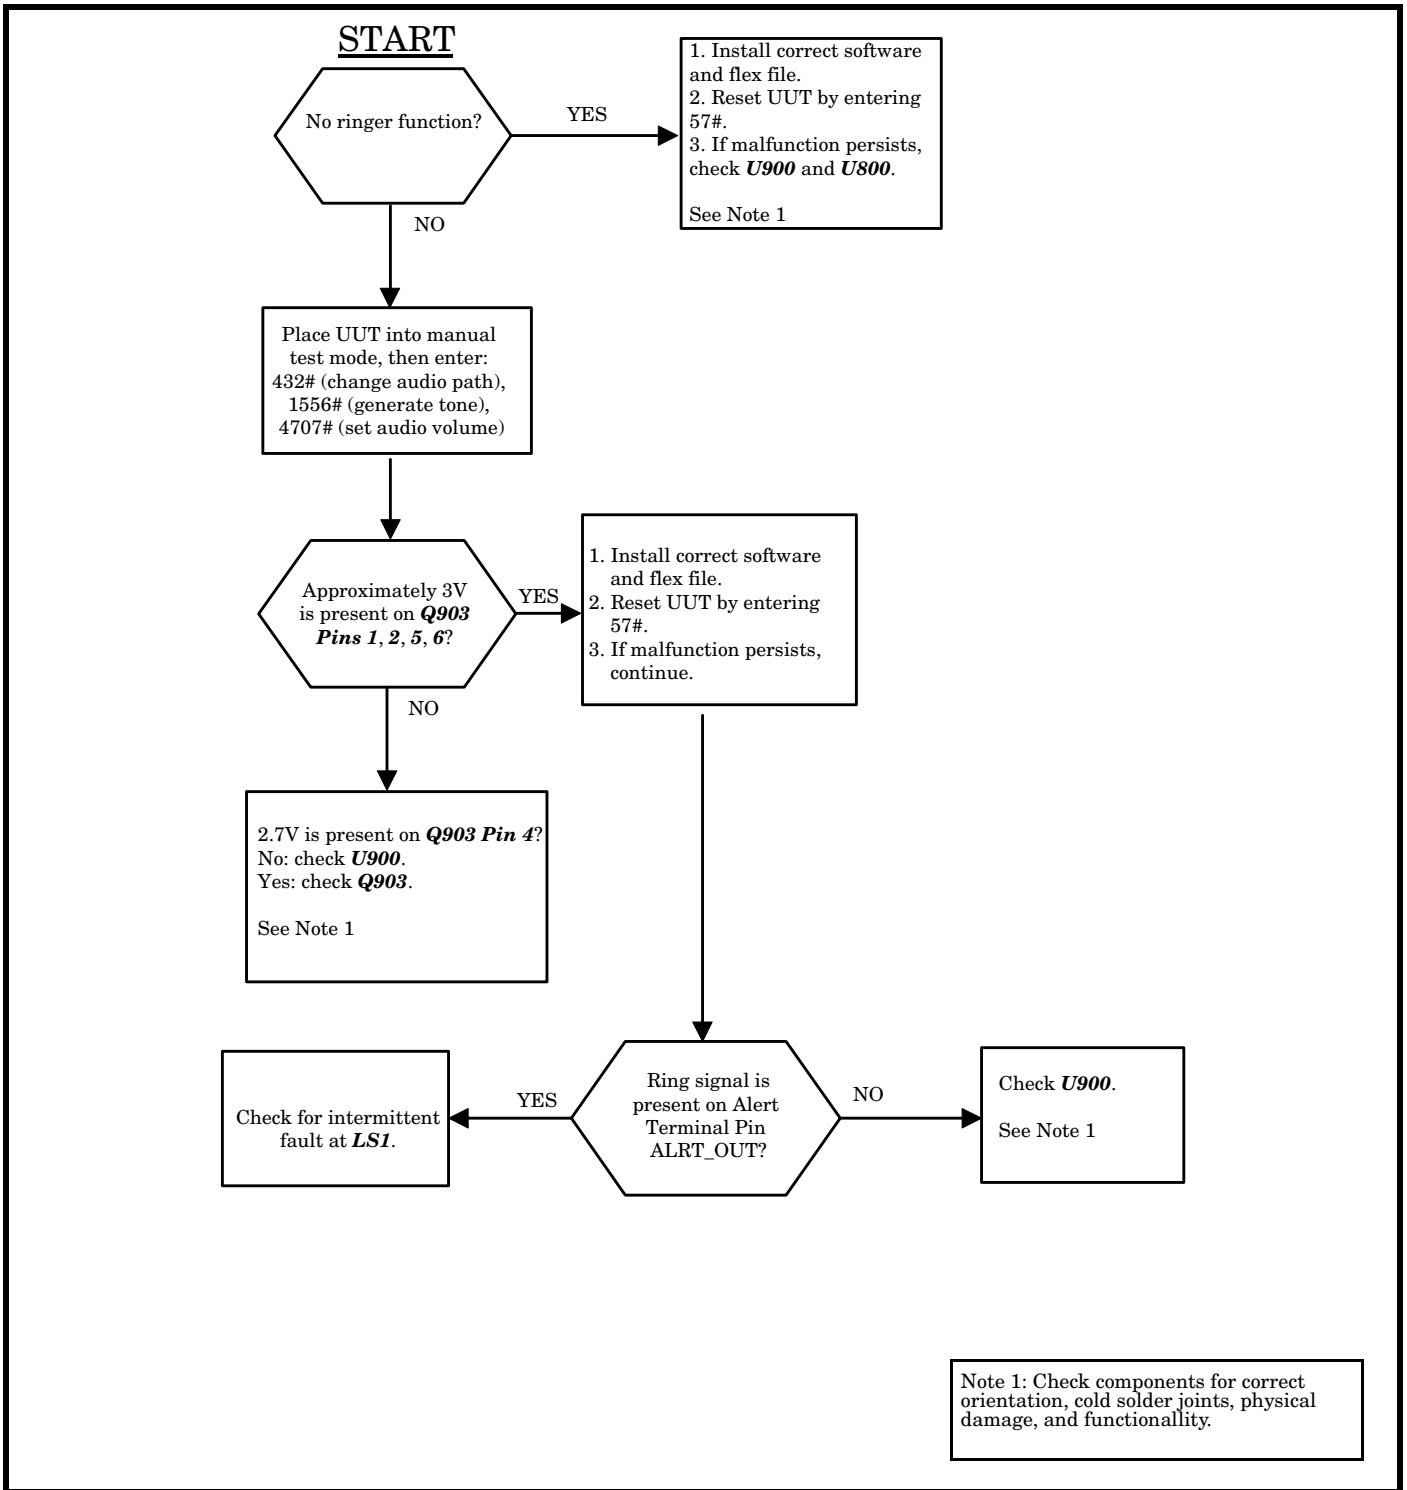 START
No ringer function?
YES
1. Install correct software
and flex file.
2. Reset UUT by entering
57#.
3. If malfunction persists,
check U900 and U800.
See Note 1
NO
Place UUT into manual
test mode, then enter:
432# (change audio path),
1556# (generate tone),
4707# (set audio volume)
Approximately 3V
is present on Q903
Pins 1, 2, 5, 6?
YES
1. Install correct software
and flex file.
2. Reset UUT by entering
57#.
3. If malfunction persists,
continue.
NO
2.7V is present on Q903 Pin 4?
No: check U900.
Yes: check Q903.
See Note 1
Ring signal is
present on Alert
Terminal Pin
ALRT_OUT?
YES
Check for intermittent
fault at LS1.
NO
Check U900.
See Note 1
Note 1: Check components for correct
orientation, cold solder joints, physical
damage, and functionallity.